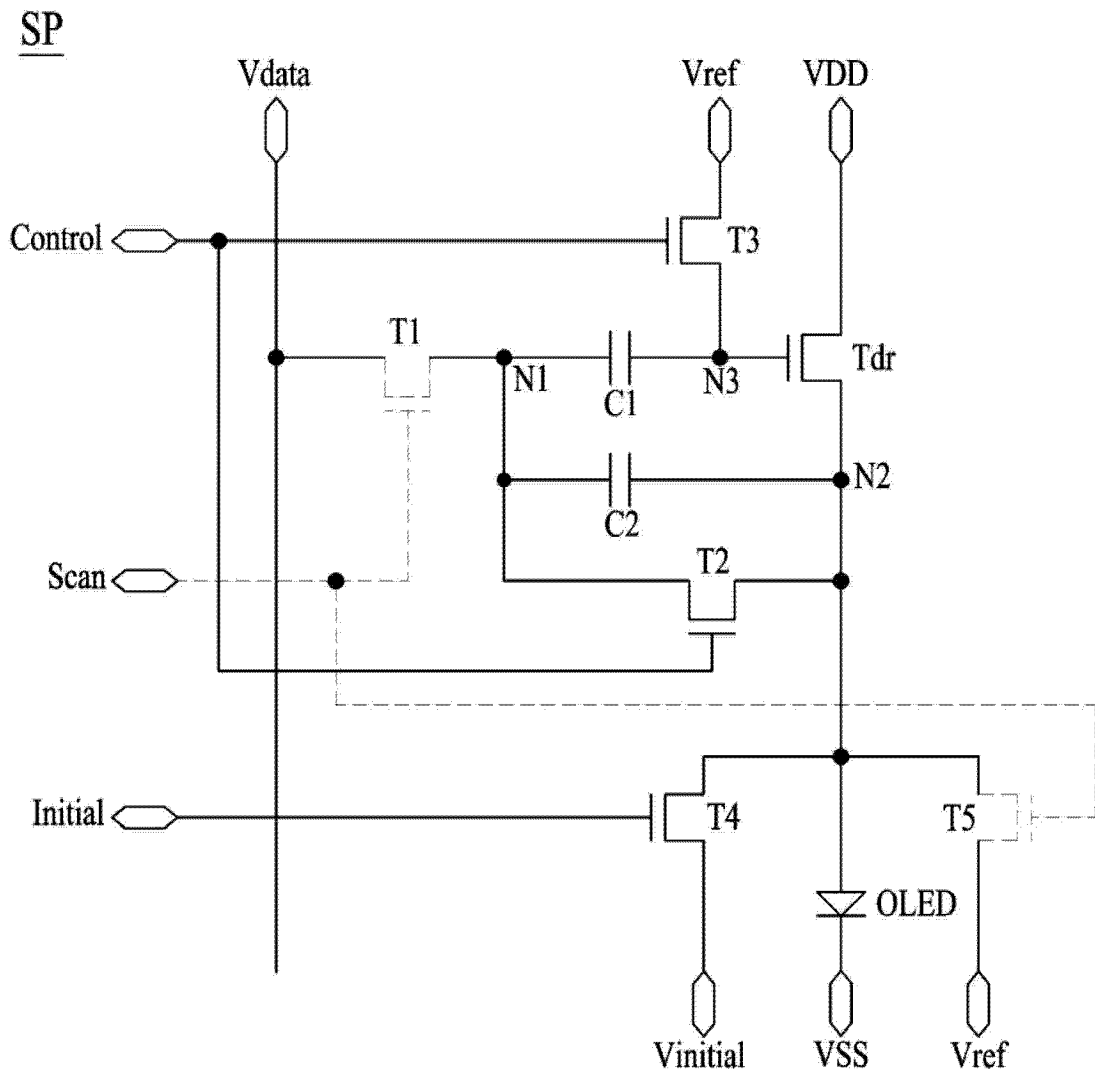 SP
Vdata
Vref
VDD
Control
T3
T1
Tdr
N1
N3
C1
N2
C2
Scan
T2
Initial
T4
T5
OLED
Vinitial
VSS
Vref